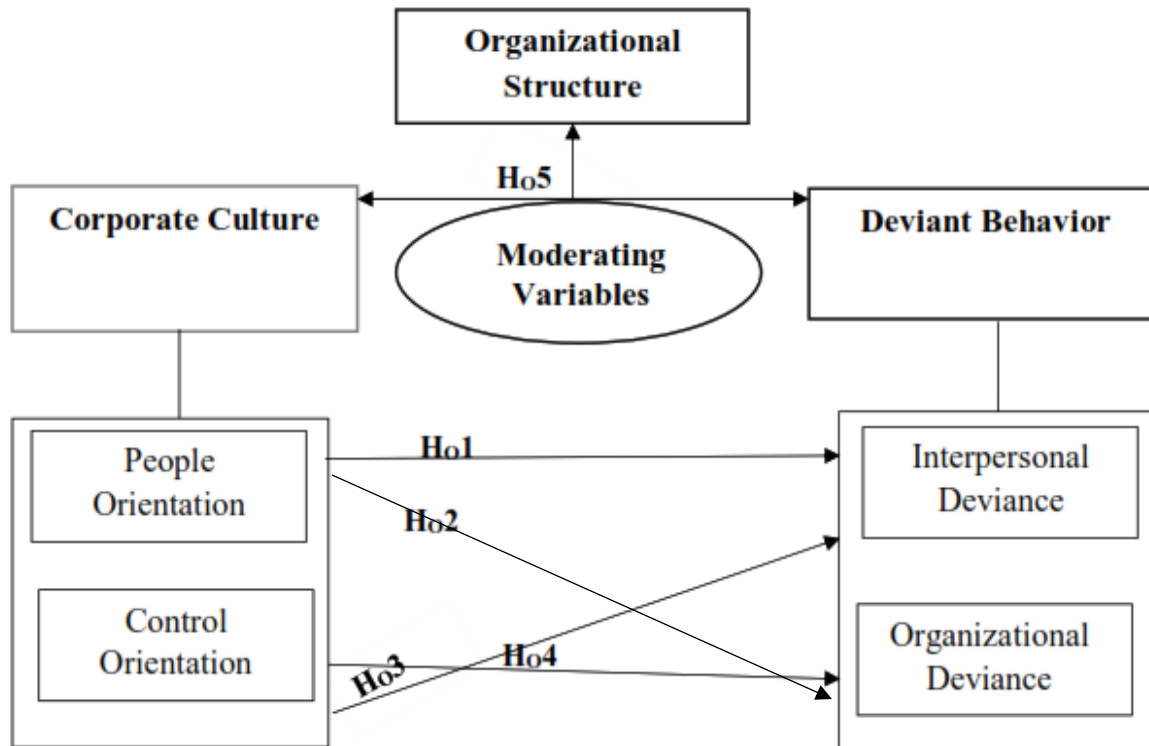 Organizational
Structure
HO5
Corporate Culture
Deviant Behavior
Moderating
Variables
People
Orientation
HO1
Interpersonal
Deviance
HO2
Control
Orientation
HO3
HO4
Organizational
Deviance